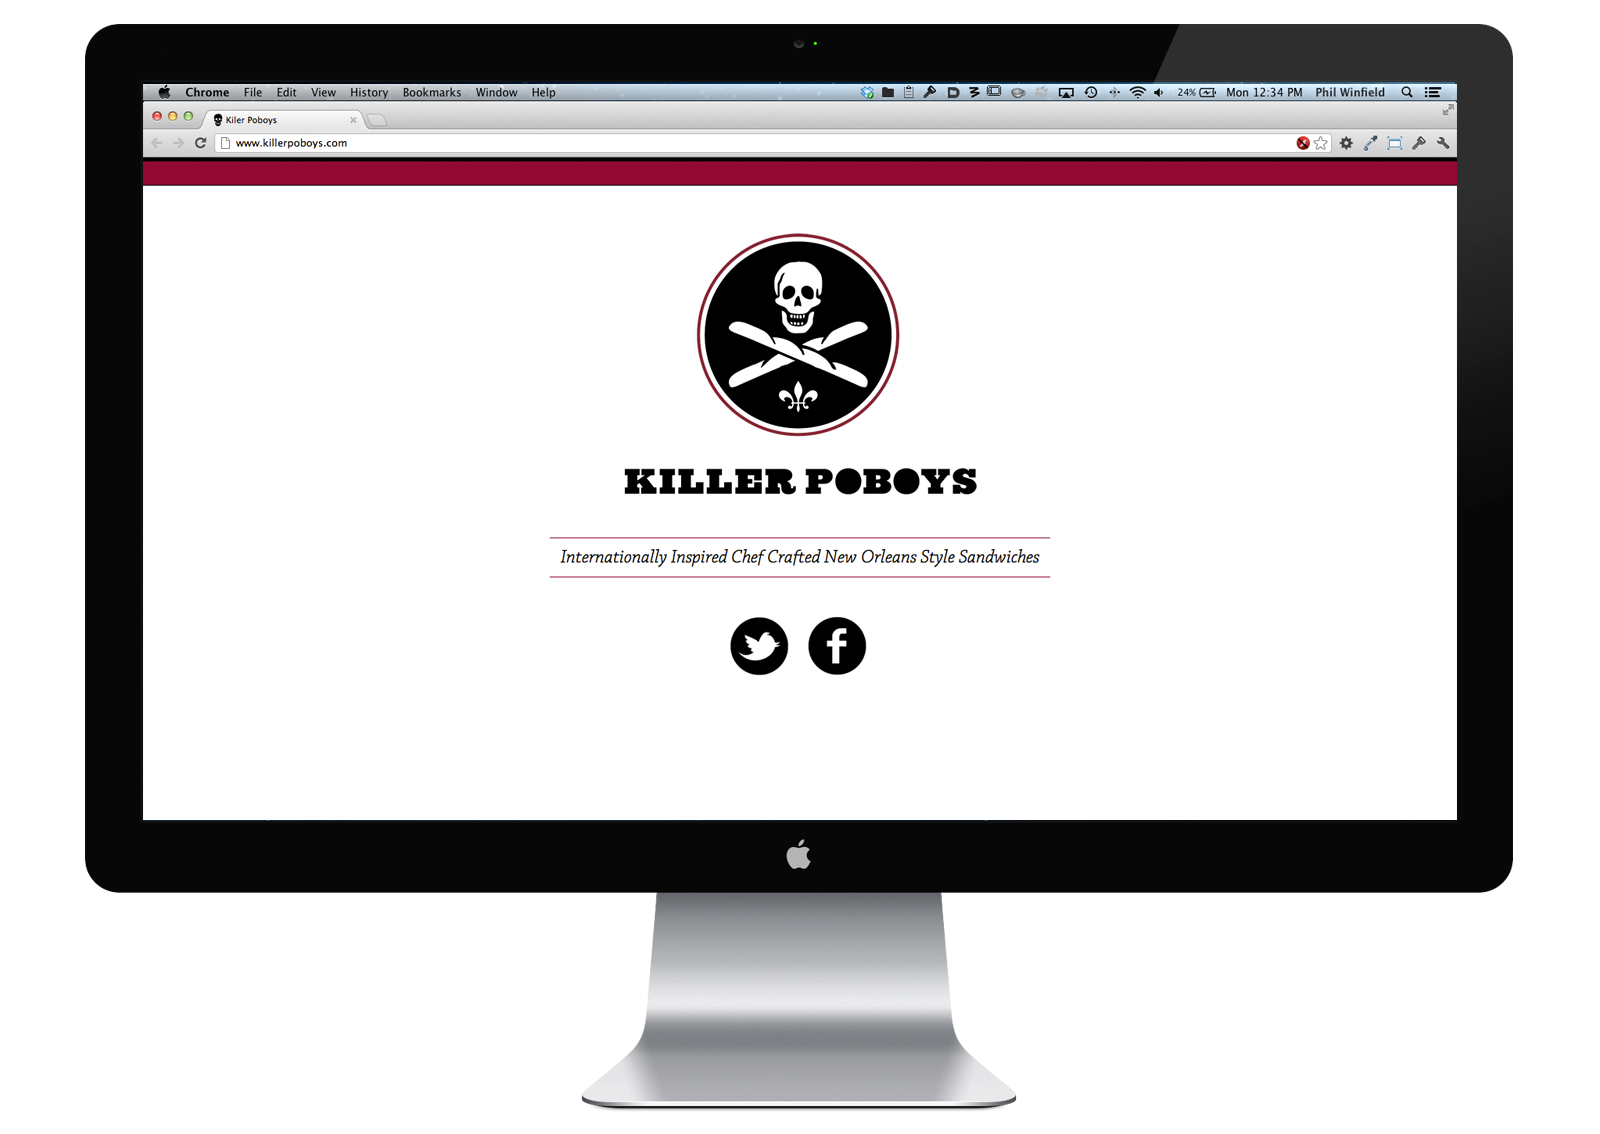 Chrome File Edit View History Bookmarks Window Help 24% Mon 12:34 PM Phil Winfield
Kiler Poboys
www.killerpoboys.com
KILLER POBOYS
Internationally Inspired Chef Crafted New Orleans Style Sandwiches